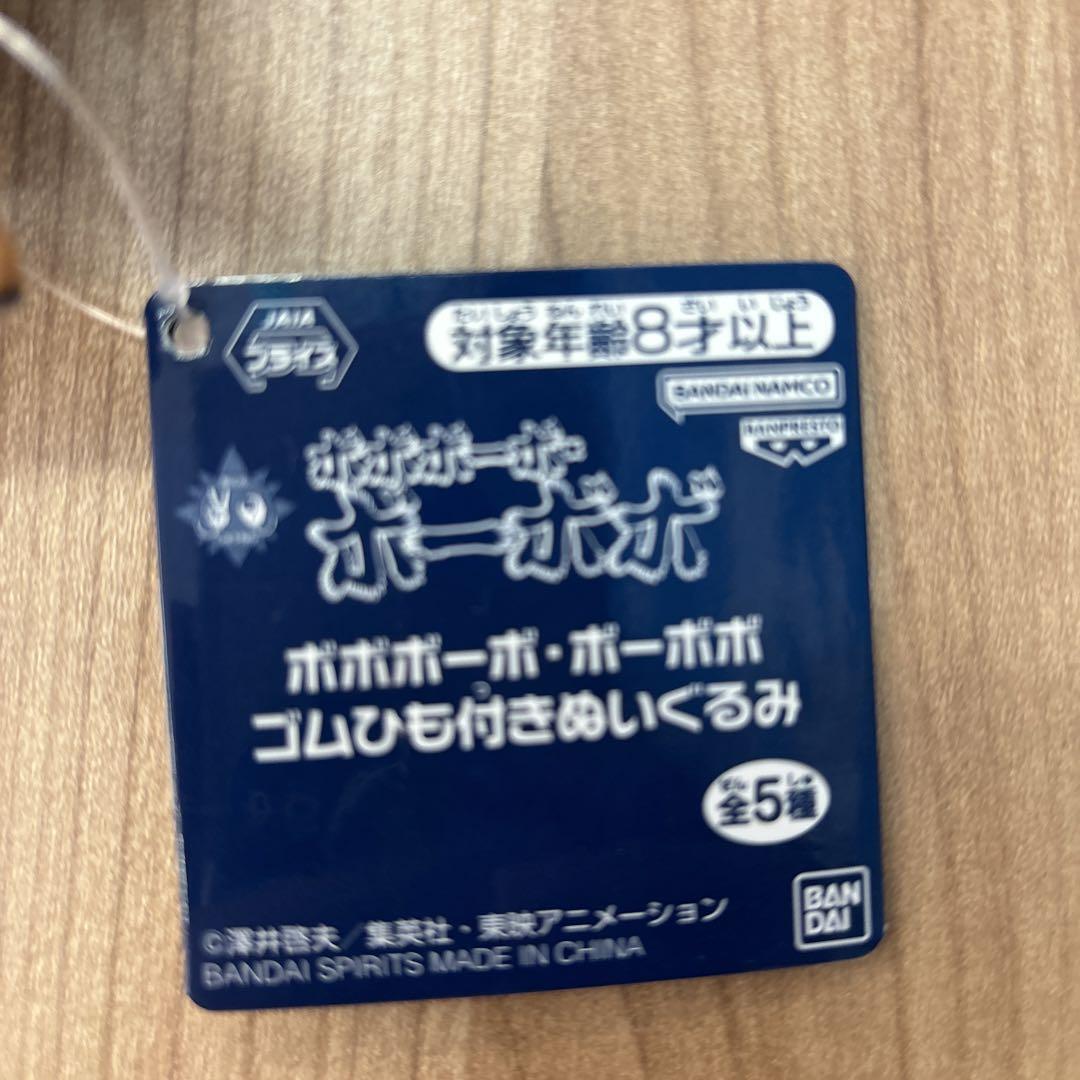 JAIA
プライズ
たいしょうねんれい さい いじょう
対象年齢8才以上
BANDAI NAMCO
BANPRESTO
ボボボーボ
ボーボボ
ボボボーボ・ボーボボ
ゴムひも付きぬいぐるみ
ぜん しゅ
全5種
BAN
DAI
©澤井啓夫／集英社・東映アニメーション
BANDAI SPIRITS MADE IN CHINA